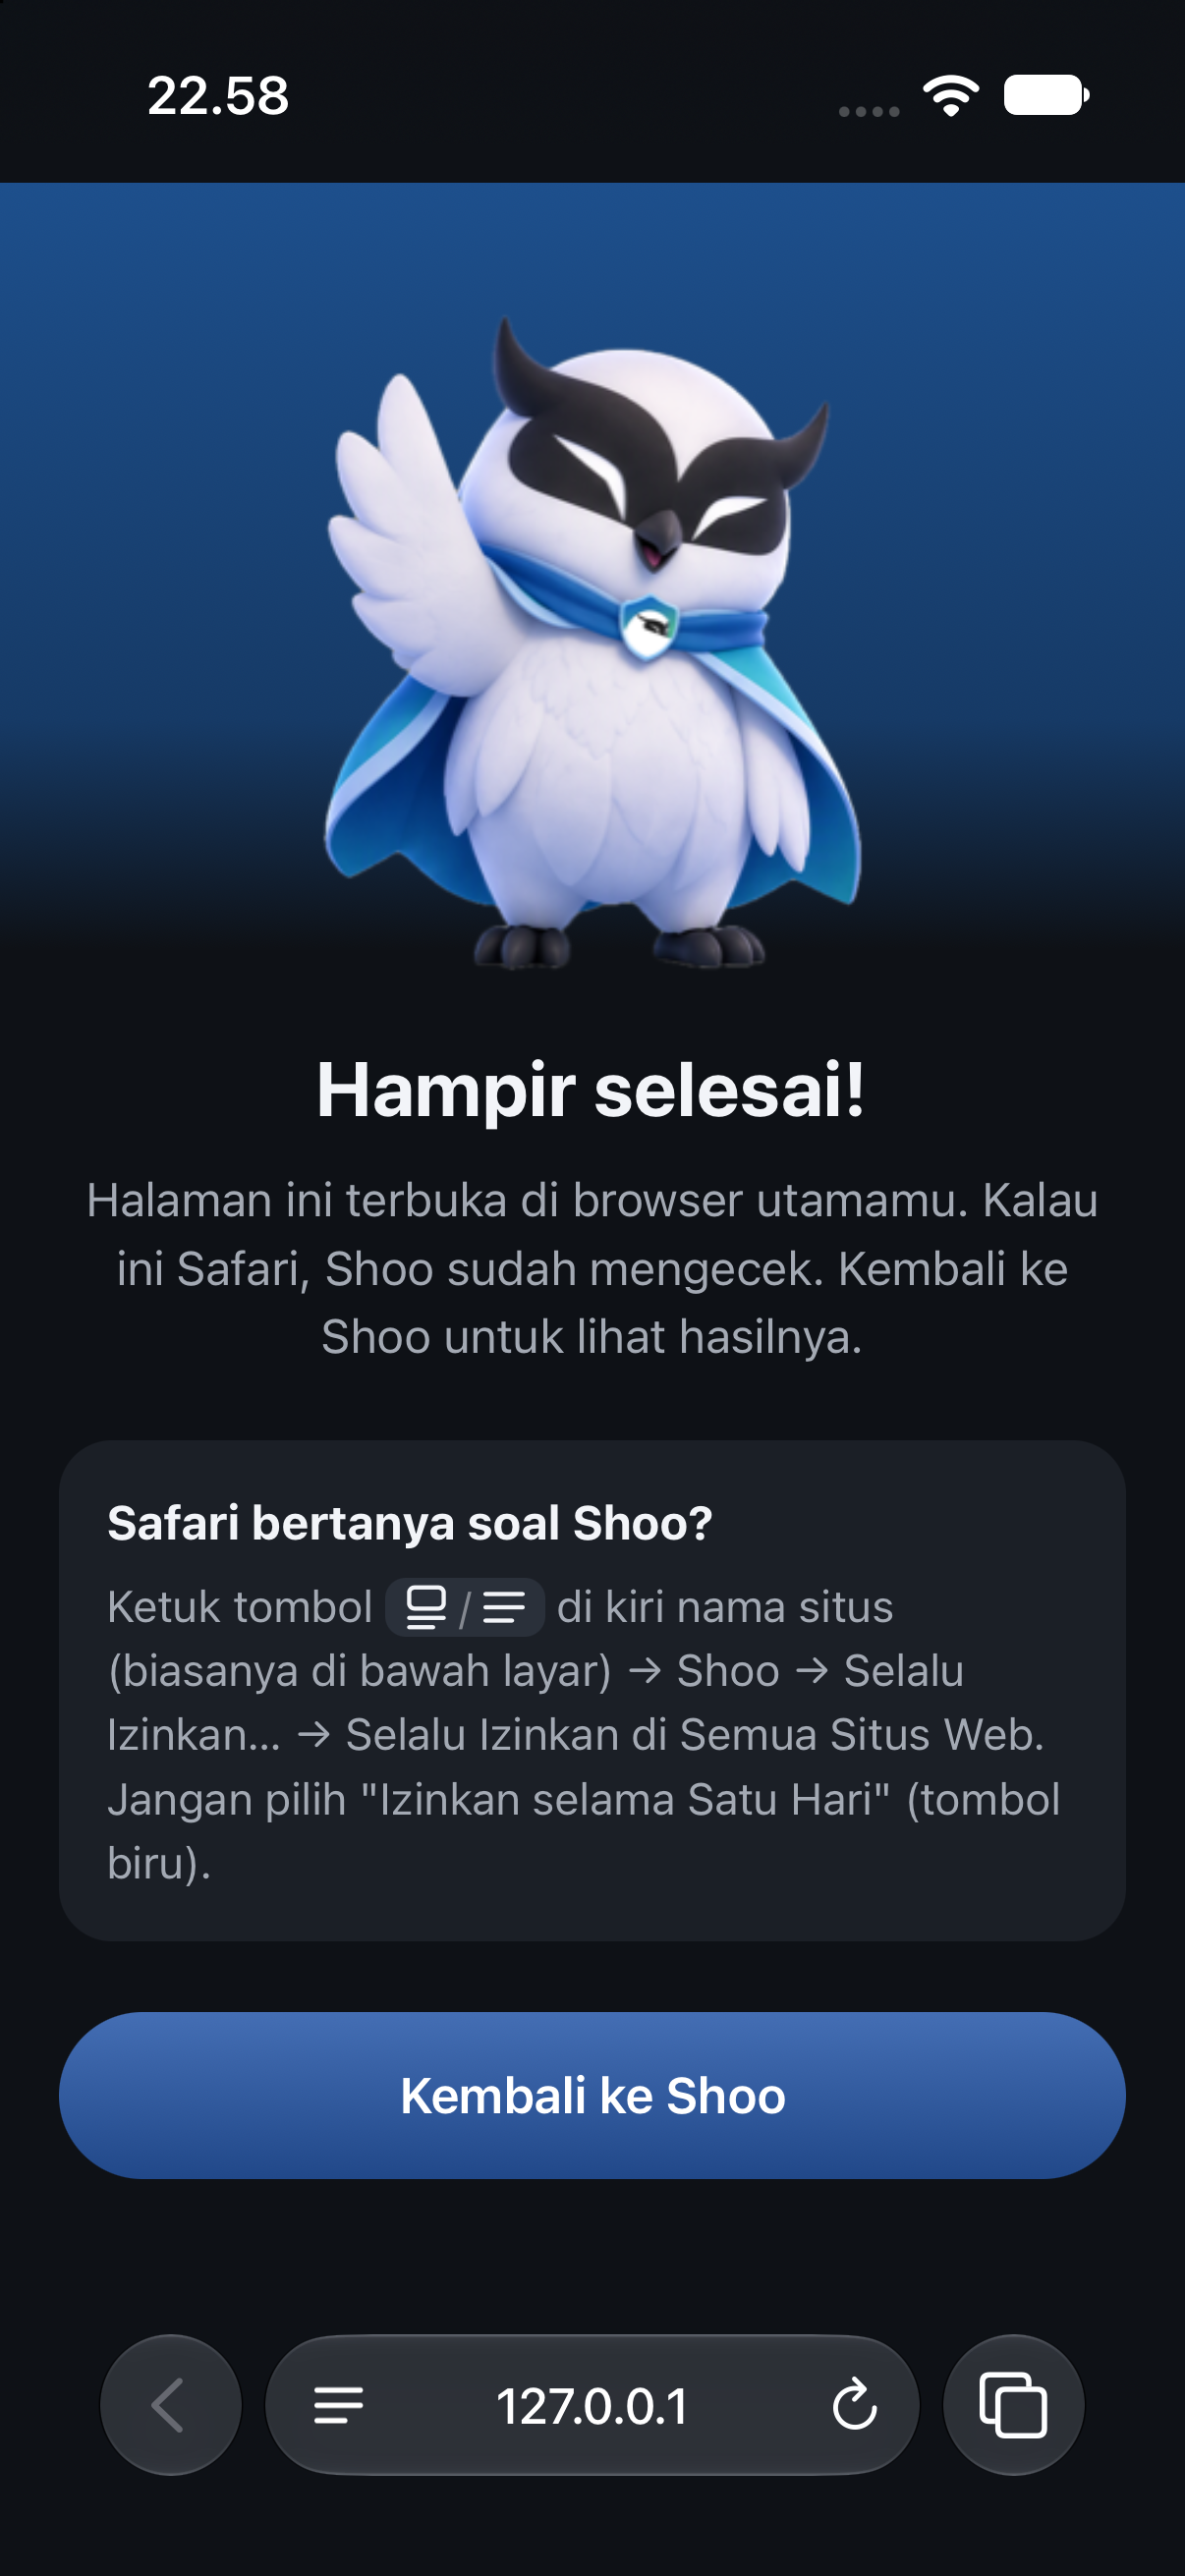 22.58
Hampir selesai!
Halaman ini terbuka di browser utamamu. Kalau
ini Safari, Shoo sudah mengecek. Kembali ke
Shoo untuk lihat hasilnya.
Safari bertanya soal Shoo?
Ketuk tombol / di kiri nama situs
(biasanya di bawah layar) → Shoo → Selalu
Izinkan... → Selalu Izinkan di Semua Situs Web.
Jangan pilih "Izinkan selama Satu Hari" (tombol
biru).
Kembali ke Shoo
127.0.0.1